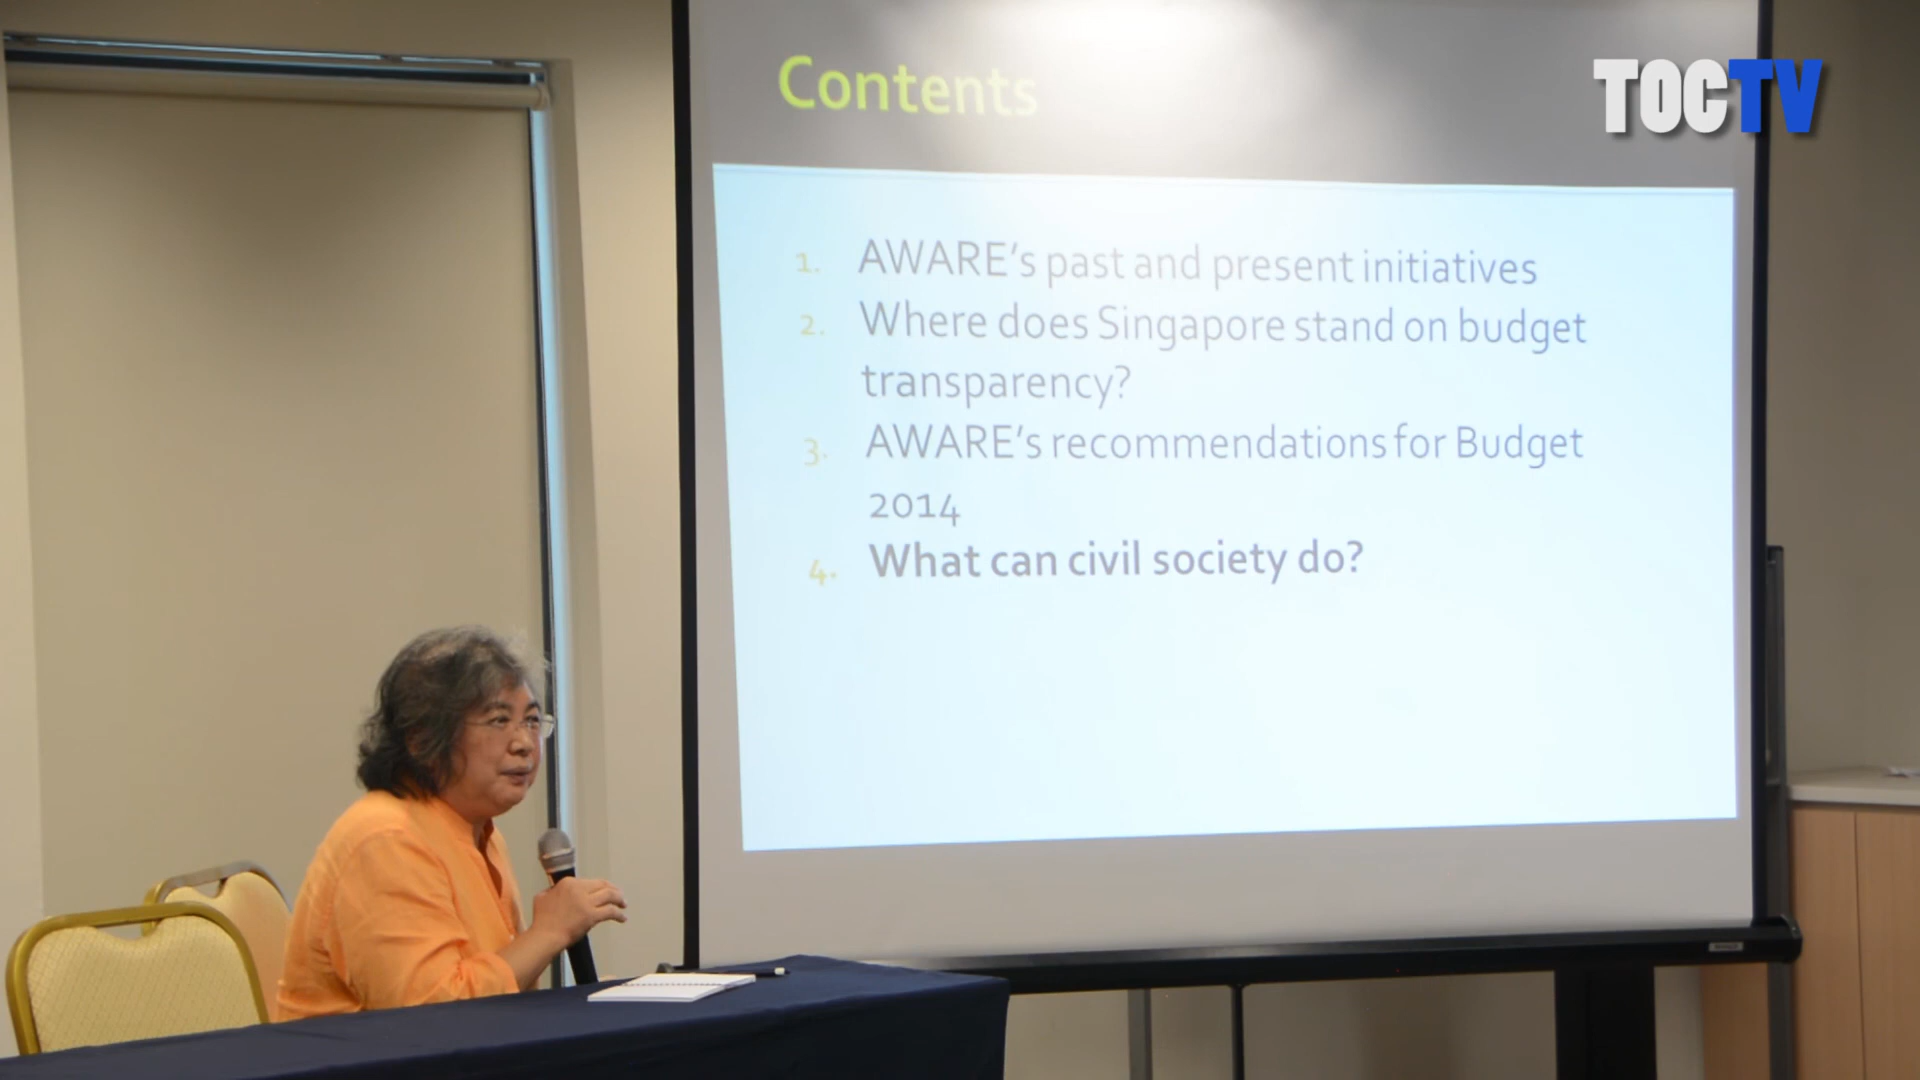 Contents
TOCTV
1. AWARE's past and present initiatives
2. Where does Singapore stand on budget
transparency?
3. AWARE's recommendations for Budget
2014
4. What can civil society do?